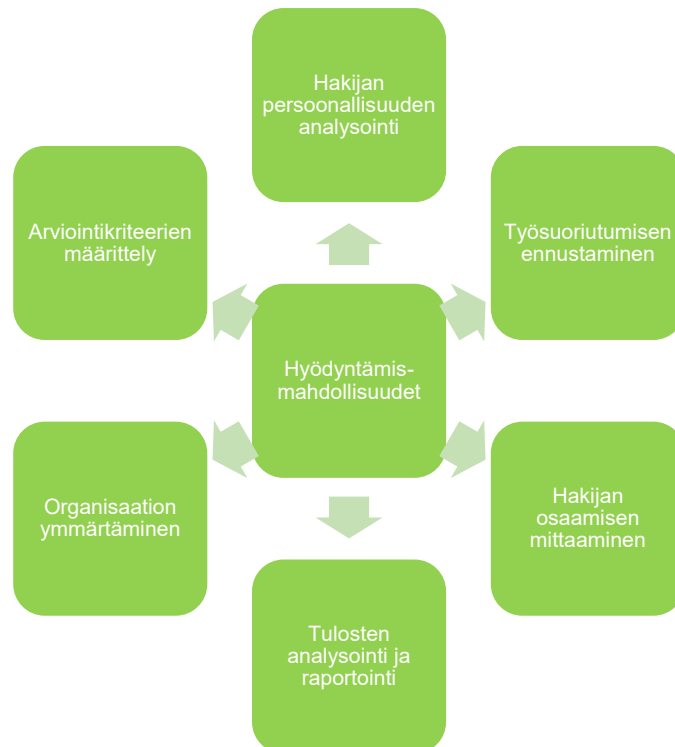 Hakijan
persoonallisuuden
analysointi
Arviointikriteerien
määrittely
Työsuoriutumisen
ennustaminen
Hyödyntämis-
mahdollisuudet
Organisaation
ymmärtäminen
Hakijan
osaamisen
mittaaminen
Tulosten
analysointi ja
raportointi